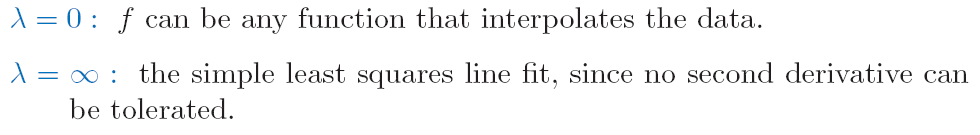 λ = 0 : f can be any function that interpolates the data.
λ = ∞ : the simple least squares line fit, since no second derivative can
be tolerated.